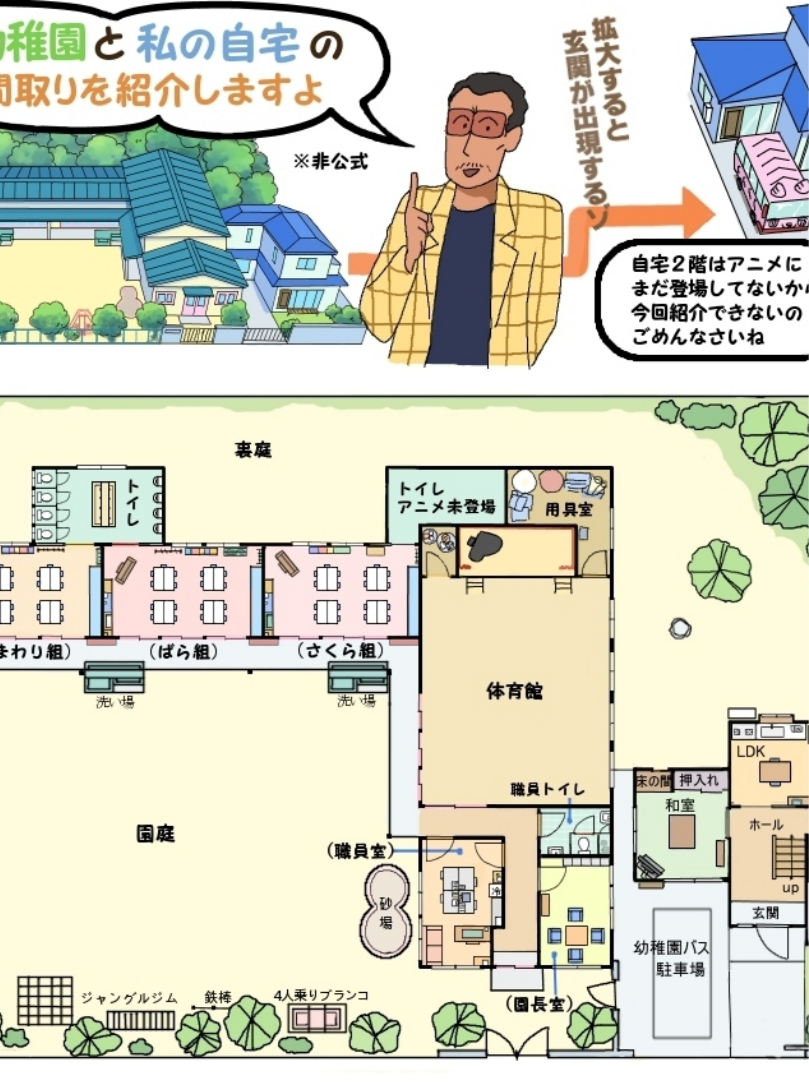 稚園と私の自宅の
間取りを紹介しますよ
※非公式
拡大すると
玄関が出現するゾ
自宅2階はアニメに
まだ登場してないから
今回紹介できないの
ごめんなさいね
裏庭
トイレ
トイレ
アニメ未登場
用具室
まわり組)
(ばら組)
(さくら組)
洗い場
洗い場
体育館
職員トイレ
LDK
床の間
押入れ
和室
ホール
up
玄関
園庭
(職員室)
冷
砂場
幼稚園バス
駐車場
ジャングルジム
鉄棒
4人乗りブランコ
(園長室)